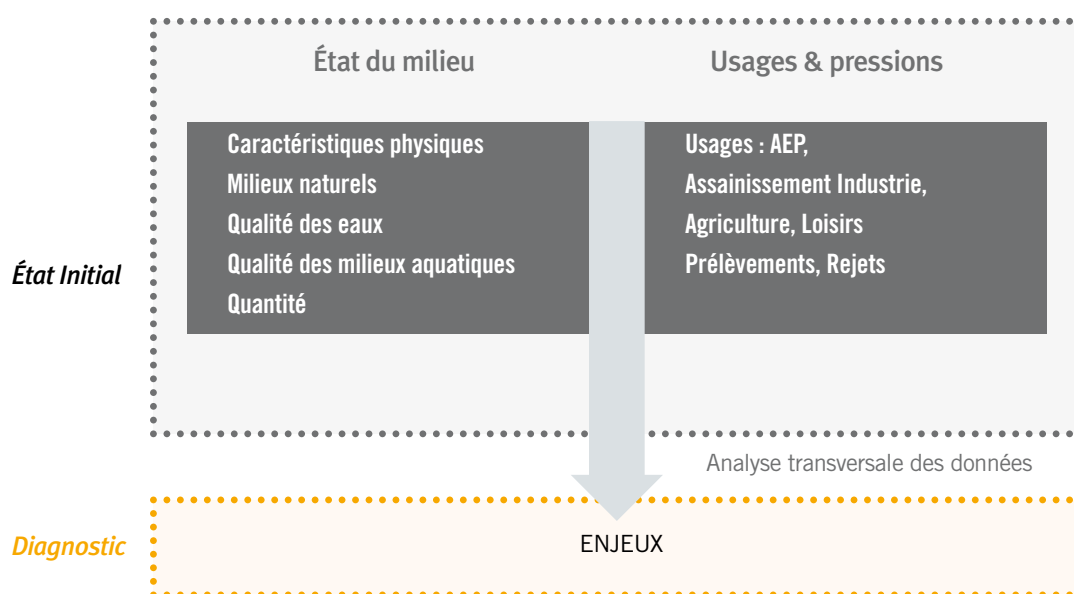 État du milieu
Usages & pressions
Caractéristiques physiques
Milieux naturels
Qualité des eaux
Qualité des milieux aquatiques
Quantité
Usages : AEP,
Assainissement Industrie,
Agriculture, Loisirs
Prélèvements, Rejets
État Initial
Analyse transversale des données
Diagnostic
ENJEUX